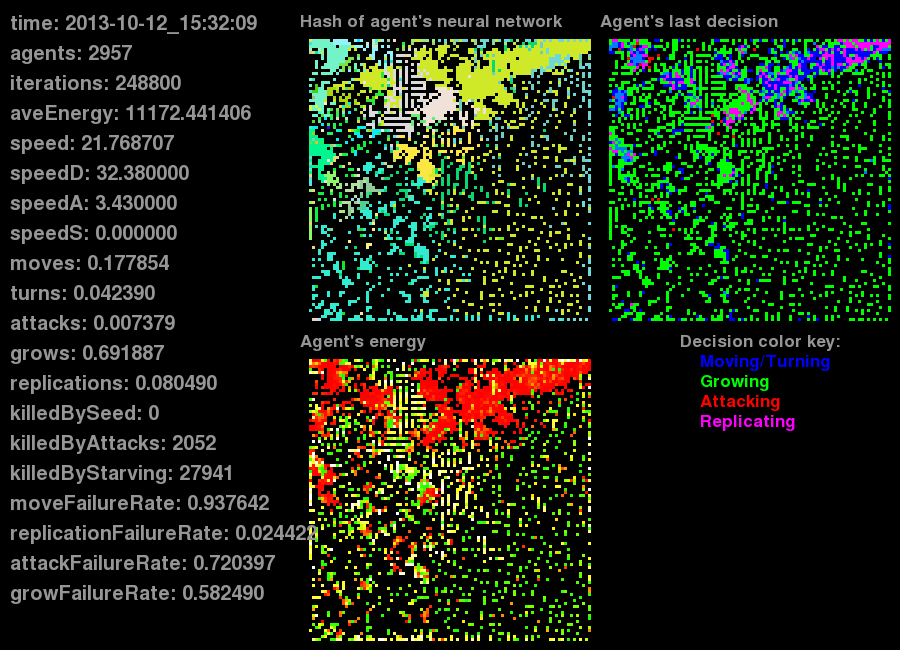 time: 2013-10-12_15:32:09
agents: 2957
iterations: 248800
aveEnergy: 11172.441406
speed: 21.768707
speedD: 32.380000
speedA: 3.430000
speedS: 0.000000
moves: 0.177854
turns: 0.042390
attacks: 0.007379
grows: 0.691887
replications: 0.080490
killedBySeed: 0
killedByAttacks: 2052
killedByStarving: 27941
moveFailureRate: 0.937642
replicationFailureRate: 0.024422
attackFailureRate: 0.720397
growFailureRate: 0.582490
Hash of agent's neural network
Agent's last decision
Agent's energy
Decision color key:
Moving/Turning
Growing
Attacking
Replicating